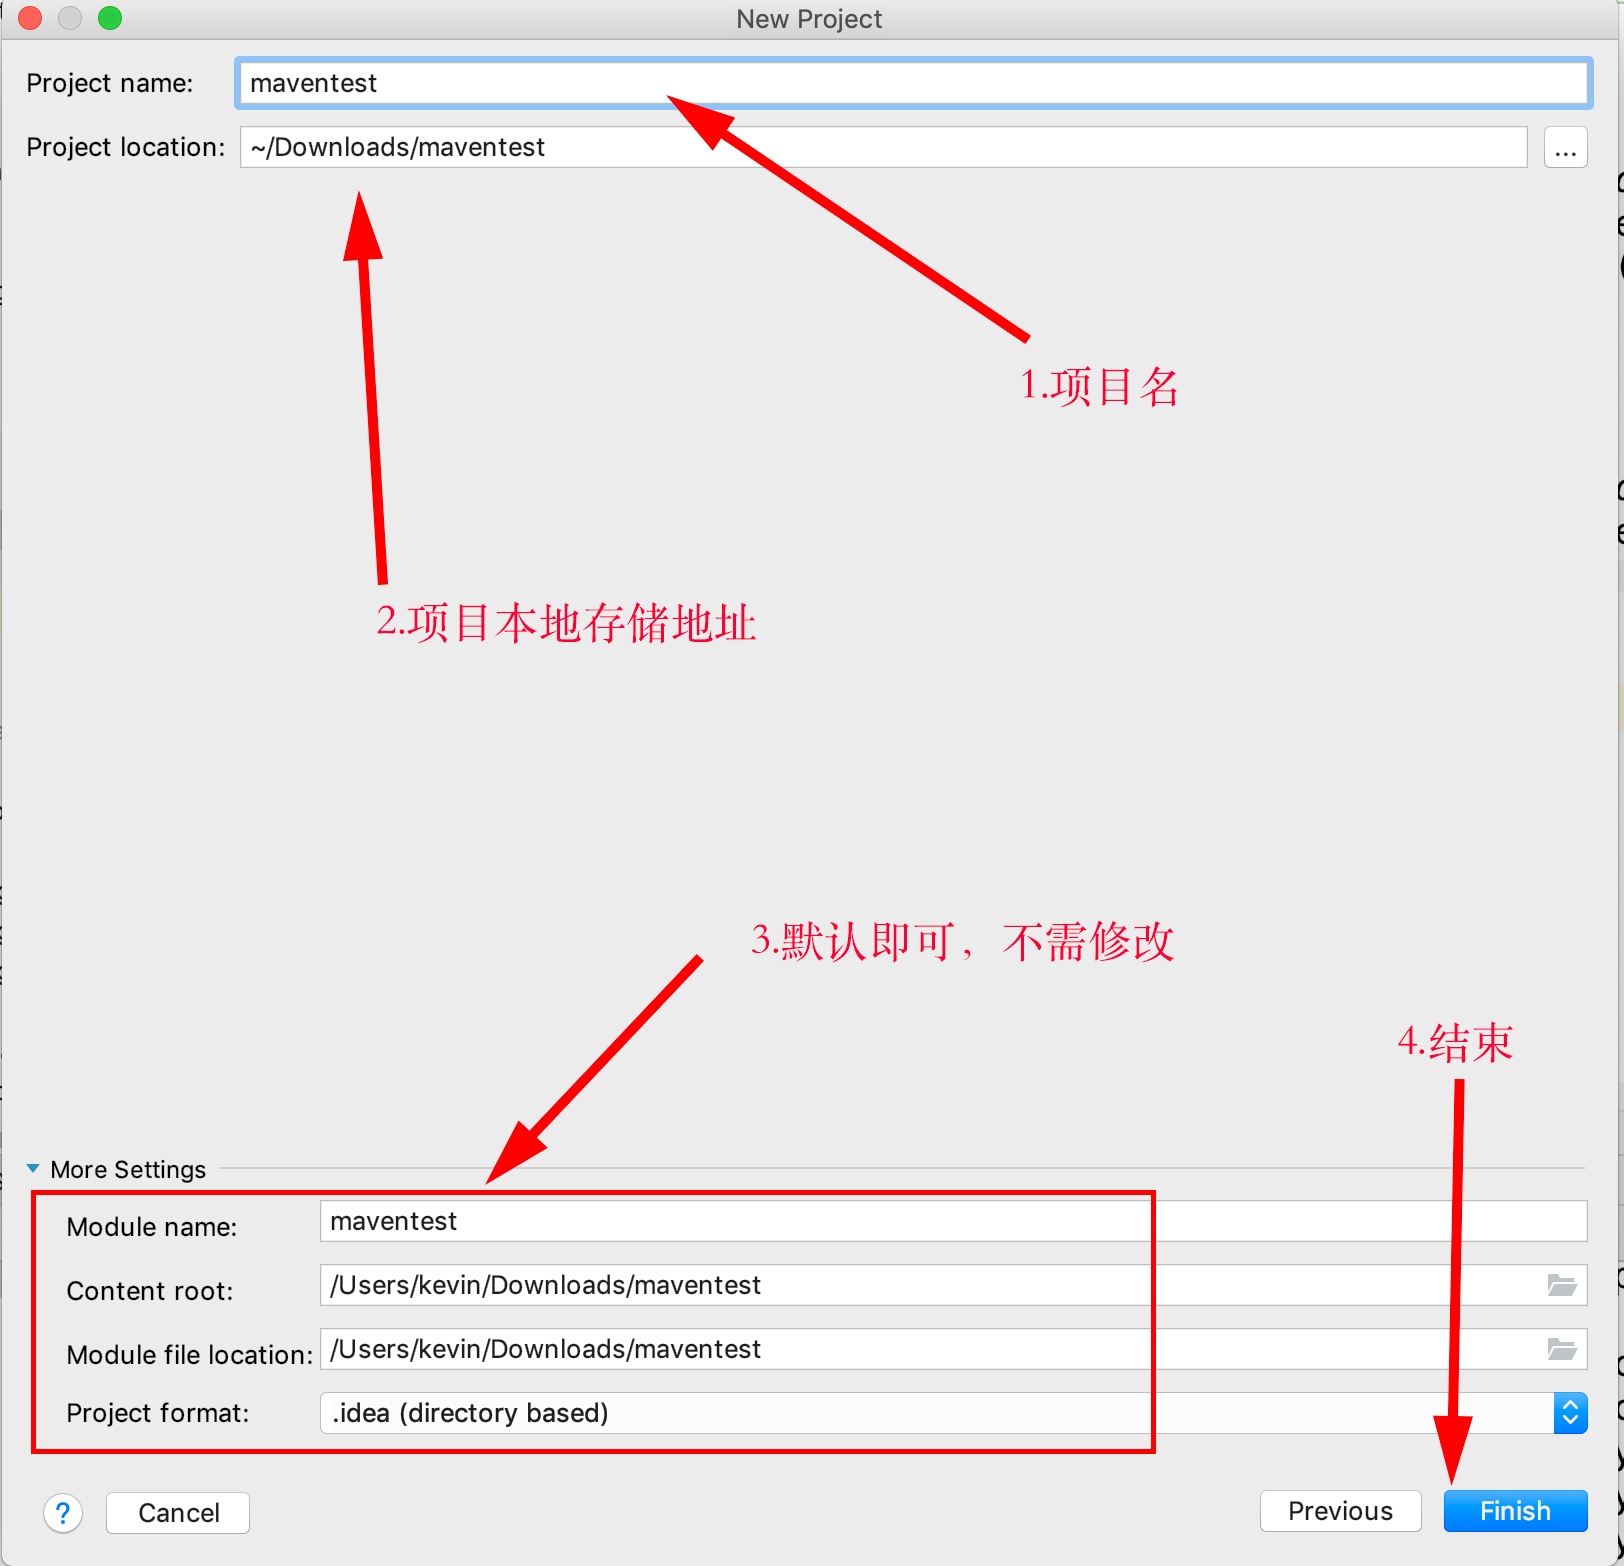 New Project
Project name: maventest
Project location: ~/Downloads/maventest ...
1.项目名
2.项目本地存储地址
3.默认即可，不需修改
4.结束
More Settings
Module name: maventest
Content root: /Users/kevin/Downloads/maventest
Module file location: /Users/kevin/Downloads/maventest
Project format: .idea (directory based)
? Cancel Previous Finish